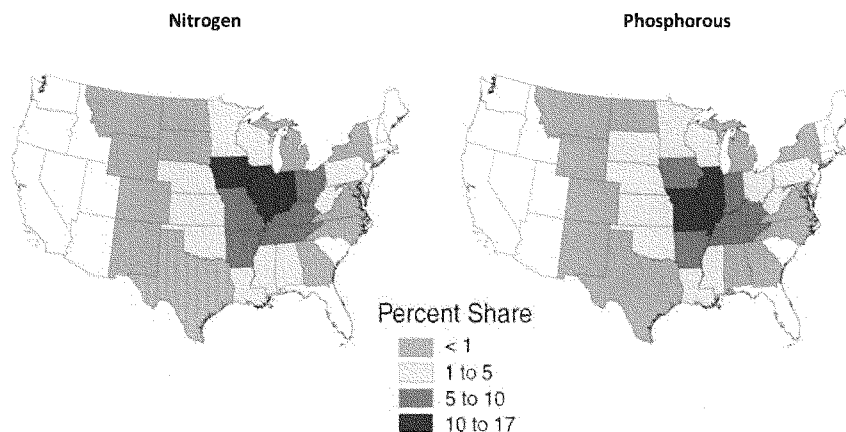 Nitrogen
Phosphorous
Percent Share
< 1
1 to 5
5 to 10
10 to 17